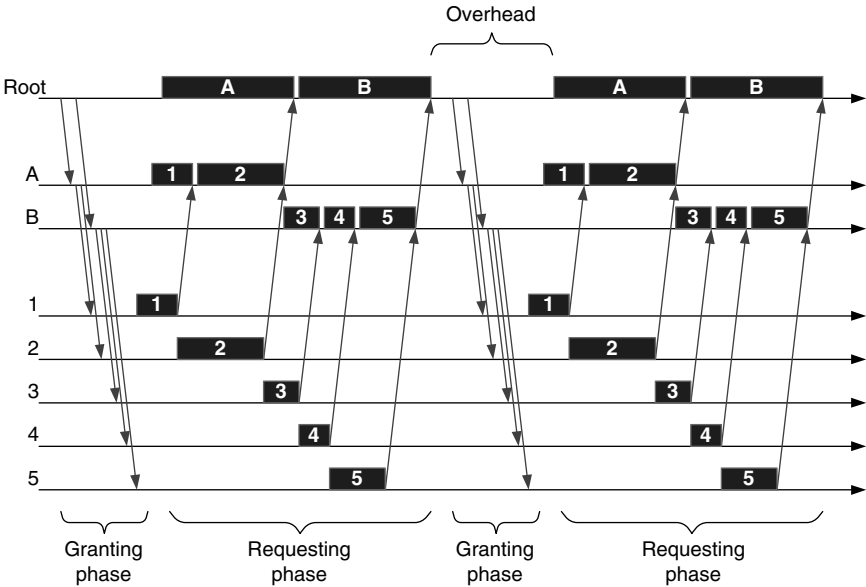 Overhead
Root A B A B
A 1 2 1 2
B 3 4 5 3 4 5
1 1 1
2 2 2
3 3 3
4 4 4
5 5 5
Granting phase
Requesting phase
Granting phase
Requesting phase